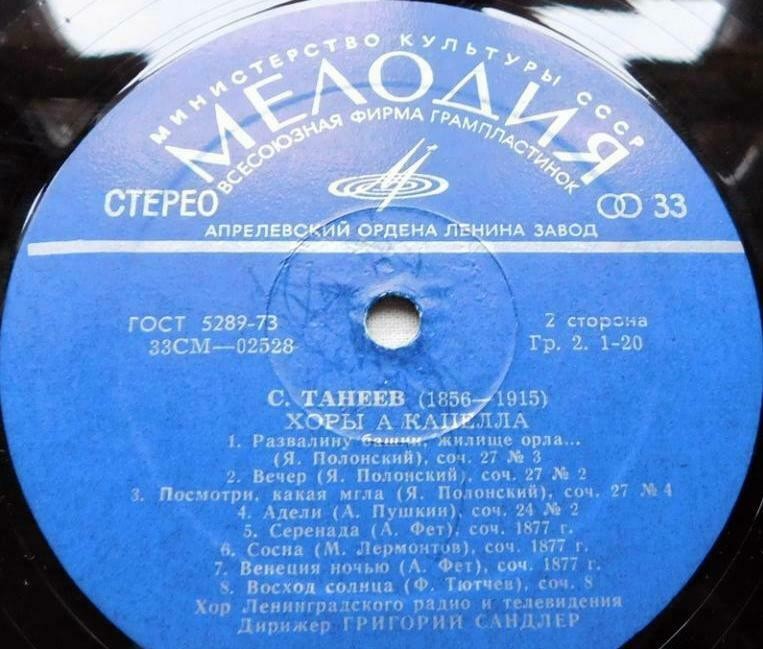 МИНИСТЕРСТВО КУЛЬТУРЫ СССР
МЕЛОДИЯ
ВСЕСОЮЗНАЯ ФИРМА ГРАМПЛАСТИНОК
СТЕРЕО
33
АПРЕЛЕВСКИЙ ОРДЕНА ЛЕНИНА ЗАВОД
ГОСТ 5289-73
2 сторона
33СМ—02528
Гр. 2. 1-20
С. ТАНЕЕВ (1856—1915)
ХОРЫ А КАПЕЛЛА
1. Развалину башни, жилище орла...
(Я. Полонский), соч. 27 № 3
2. Вечер (Я. Полонский), соч. 27 № 2
3. Посмотри, какая мгла (Я. Полонский), соч. 27 № 4
4. Адели (А. Пушкин), соч. 24 № 2
5. Серенада (А. Фет), соч. 1877 г.
6. Сосна (М. Лермонтов), соч. 1877 г.
7. Венеция ночью (А. Фет), соч. 1877 г.
8. Восход солнца (Ф. Тютчев), соч. 8
Хор Ленинградского радио и телевидения
Дирижер ГРИГОРИЙ САНДЛЕР